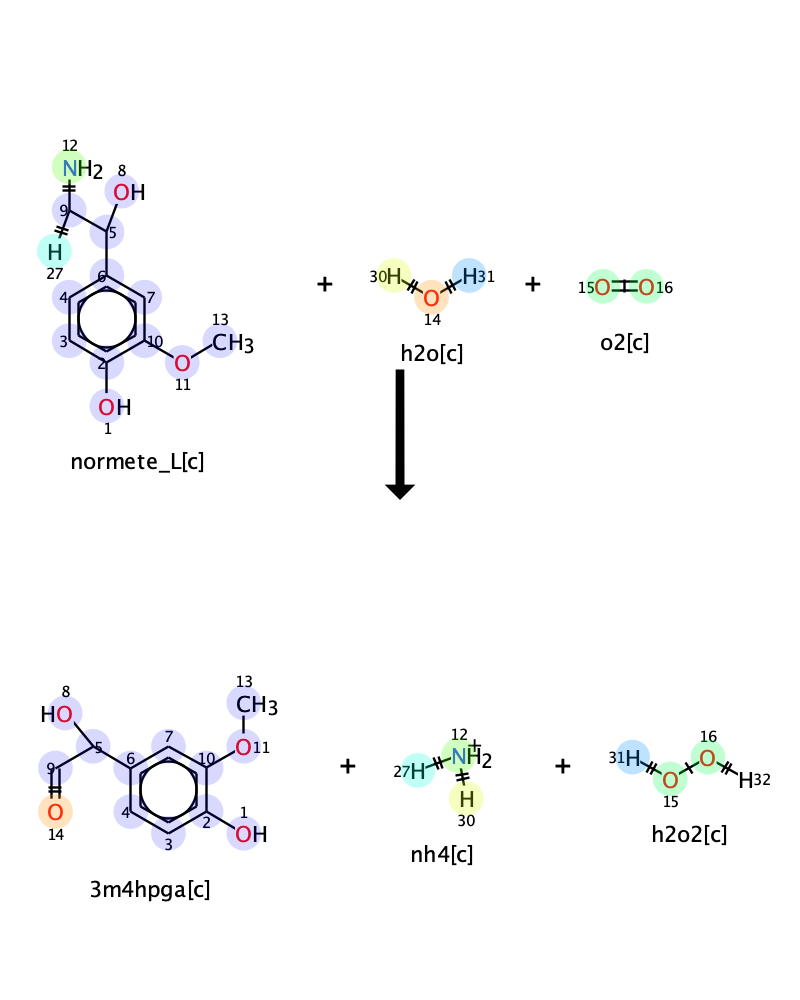 12
NH2
8
OH
9
5
H
27
6
4
7
3
10
13
CH3
2
O
11
OH
1
normete_L[c]
+
30H
H31
O
14
h2o[c]
+
15O
O16
o2[c]
8
HO
13
CH3
9
5
7
6
10
O11
O
14
4
2
1
OH
3
3m4hpga[c]
+
12
NH2+
27H
H
30
nh4[c]
+
31H
16
O
O
15
H32
h2o2[c]